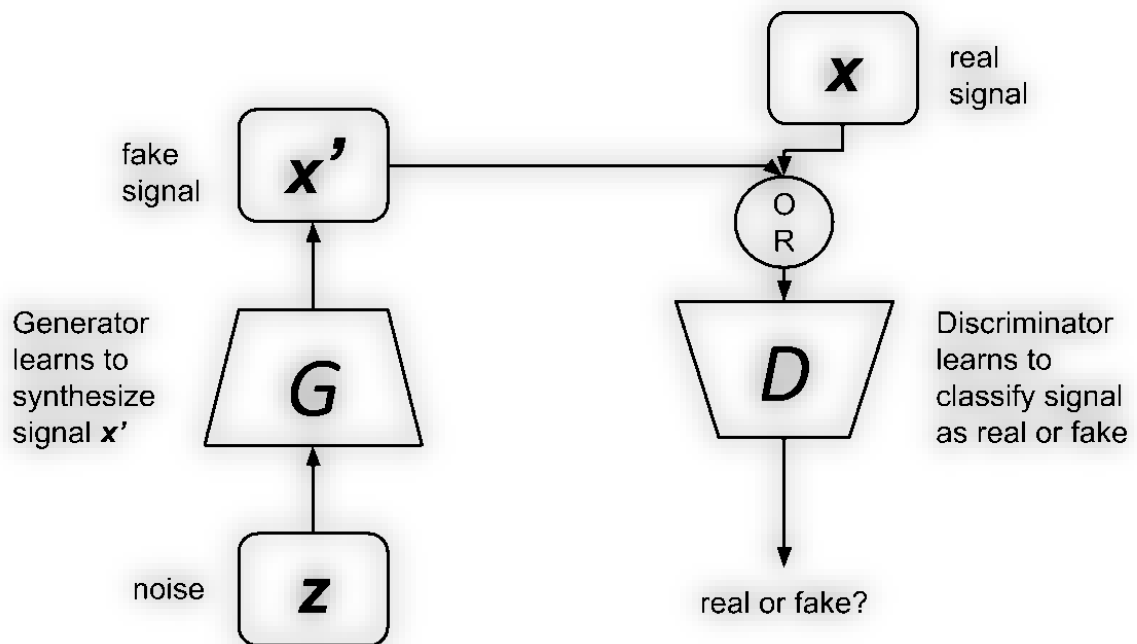 x
real
signal
fake
signal
x’
O
R
Generator
learns to
synthesize
signal x’
G
D
Discriminator
learns to
classify signal
as real or fake
noise
z
real or fake?